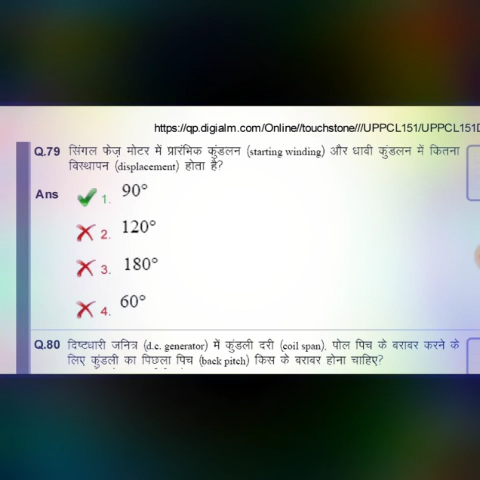 https://qp.digialm.com/Online//touchstone///UPPCL151/UPPCL151D
Q.79 सिंगल फेज़ मोटर में प्रारंभिक कुंडलन (starting winding) और धावी कुंडलन में कितना
विस्थापन (displacement) होता है?
Ans
1. 90°
2. 120°
3. 180°
4. 60°
Q.80 दिष्टधारी जनित्र (d.c. generator) में कुंडली दरी (coil span), पोल पिच के बराबर करने के
लिए कुंडली का पिछला पिच (back pitch) किस के बराबर होना चाहिए?